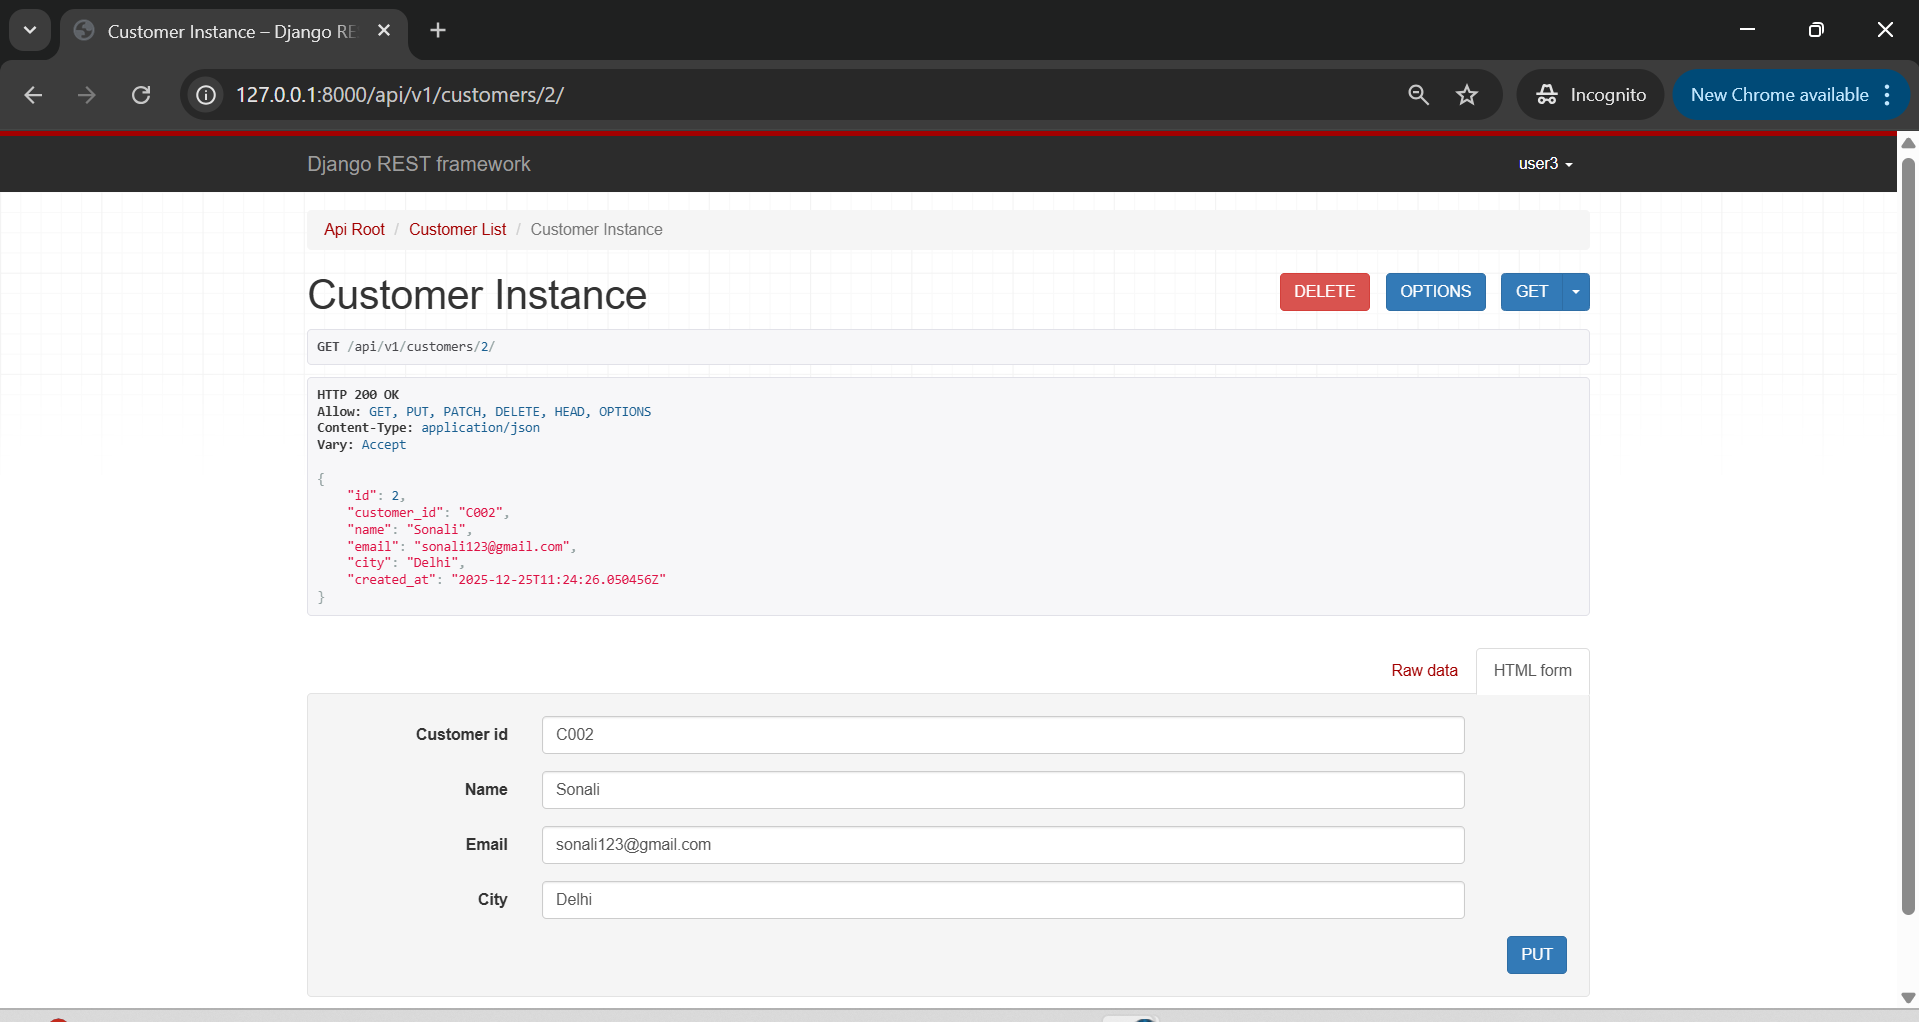 Customer Instance – Django RE
127.0.0.1:8000/api/v1/customers/2/
Incognito
New Chrome available
Django REST framework
user3
Api Root / Customer List / Customer Instance
Customer Instance
DELETE
OPTIONS
GET
GET /api/v1/customers/2/
HTTP 200 OK
Allow: GET, PUT, PATCH, DELETE, HEAD, OPTIONS
Content-Type: application/json
Vary: Accept
{
    "id": 2,
    "customer_id": "C002",
    "name": "Sonali",
    "email": "sonali123@gmail.com",
    "city": "Delhi",
    "created_at": "2025-12-25T11:24:26.050456Z"
}
Raw data
HTML form
Customer id
C002
Name
Sonali
Email
sonali123@gmail.com
City
Delhi
PUT